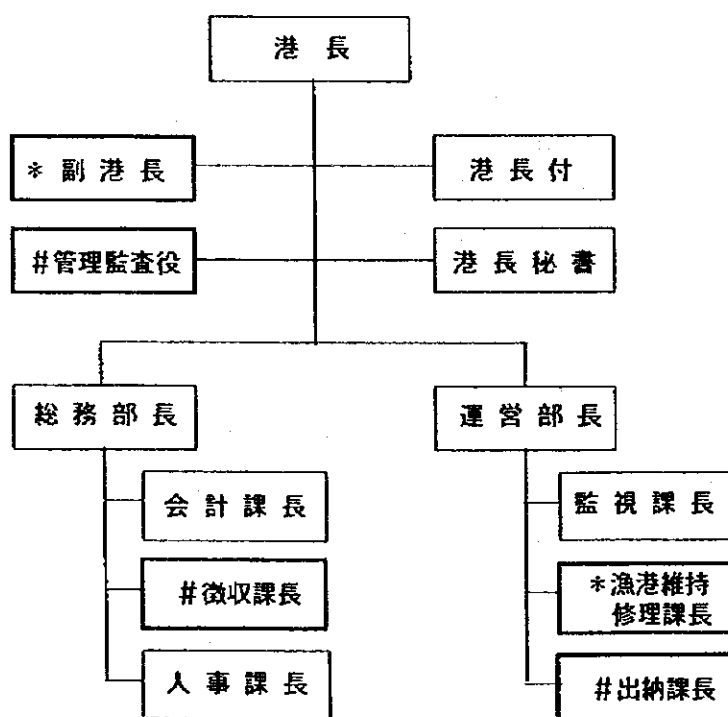 港長
*副港長
港長付
#管理監査役
港長秘書
総務部長
運営部長
会計課長
監視課長
#徴収課長
*漁港維持
修理課長
人事課長
#出納課長